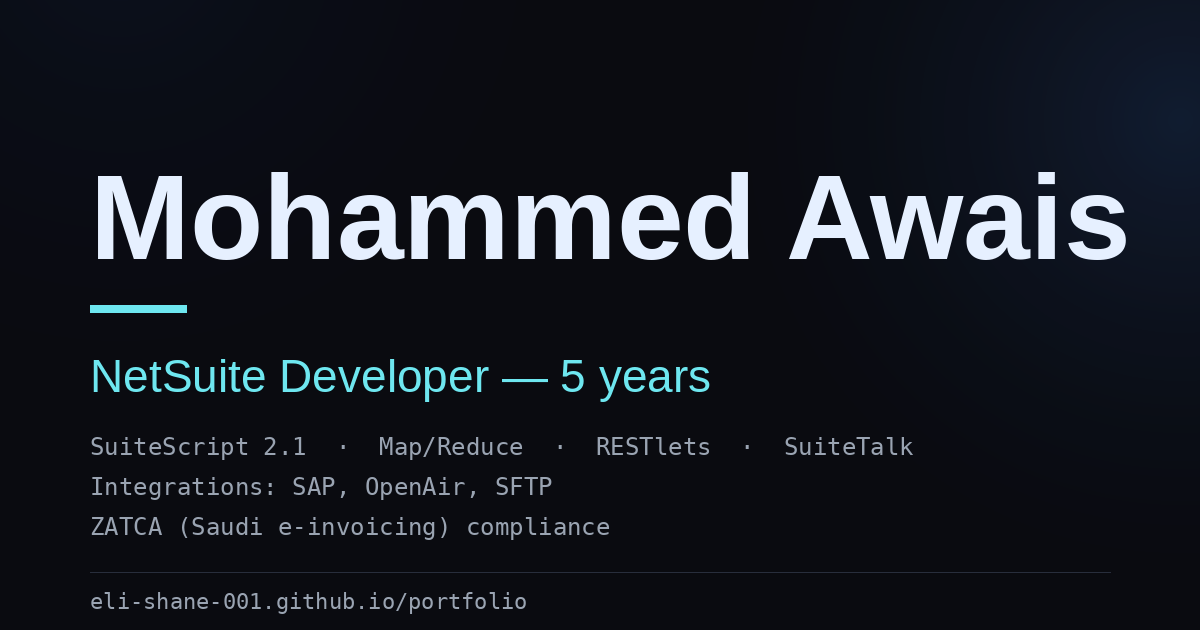 Mohammed Awais
NetSuite Developer — 5 years
SuiteScript 2.1 · Map/Reduce · RESTlets · SuiteTalk
Integrations: SAP, OpenAir, SFTP
ZATCA (Saudi e-invoicing) compliance
eli-shane-001.github.io/portfolio